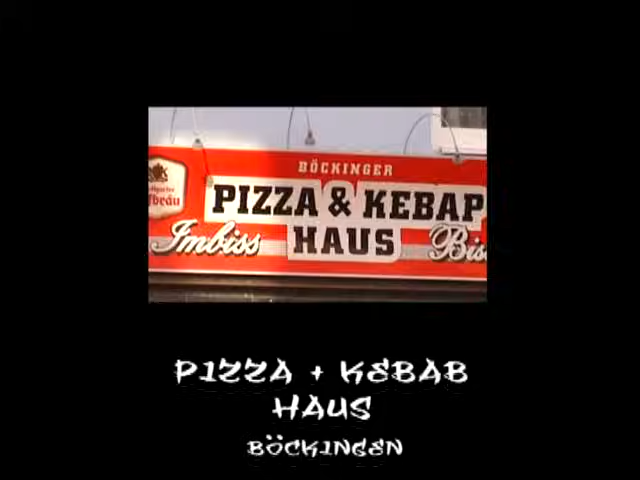 BÖCKINGER
PIZZA & KEBAP
HAUS
Imbiss
PIZZA + KEBAB
HAUS
BÖCKINGEN